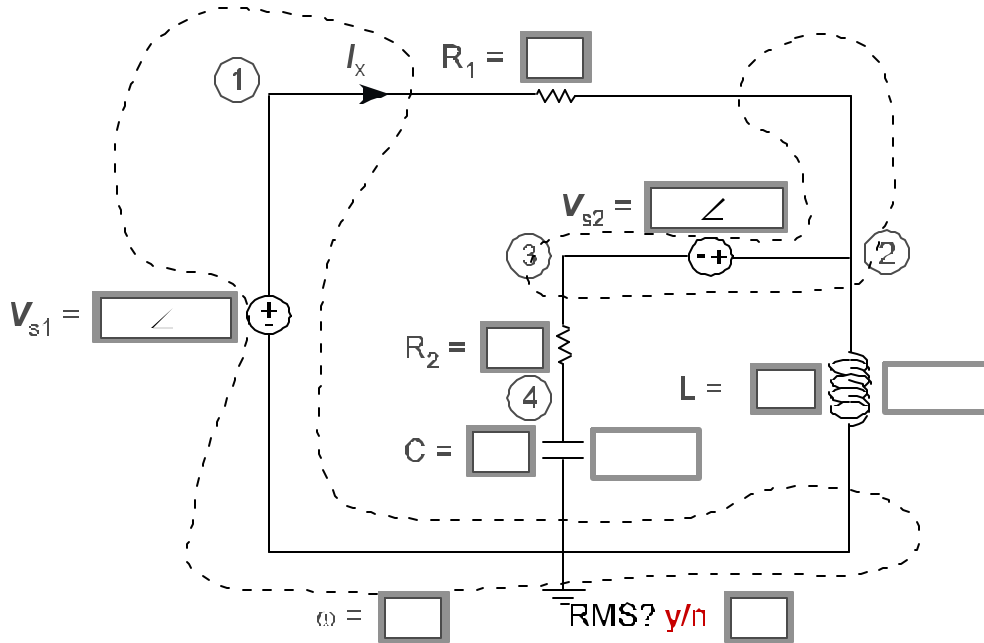 1
Ix
R1 =
Vs2 = ∠
3
- +
2
Vs1 = ∠
+
-
R2 =
4
L =
C =
ω =
RMS? y/n